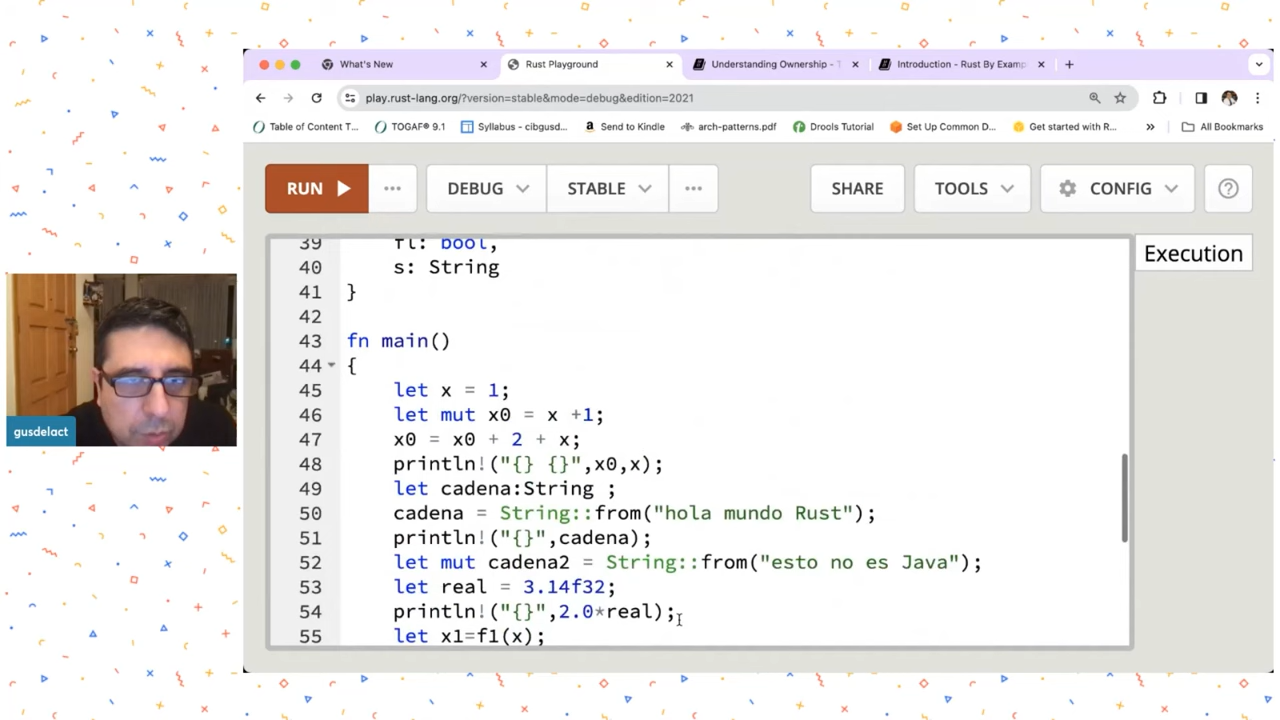 What's New
Rust Playground
Understanding Ownership - T
Introduction - Rust By Examp
play.rust-lang.org/?version=stable&mode=debug&edition=2021
Table of Content T...
TOGAF® 9.1
Syllabus - cibgusd...
Send to Kindle
arch-patterns.pdf
Drools Tutorial
Set Up Common D...
Get started with R...
»
All Bookmarks
RUN
...
DEBUG
STABLE
...
SHARE
TOOLS
CONFIG
?
Execution
39 fl: bool,
40 s: String
41 }
42
43 fn main()
44 {
45 let x = 1;
46 let mut x0 = x +1;
47 x0 = x0 + 2 + x;
48 println!("{} {}",x0,x);
49 let cadena:String ;
50 cadena = String::from("hola mundo Rust");
51 println!("{}",cadena);
52 let mut cadena2 = String::from("esto no es Java");
53 let real = 3.14f32;
54 println!("{}",2.0*real);
55 let x1=f1(x);
gusdelact